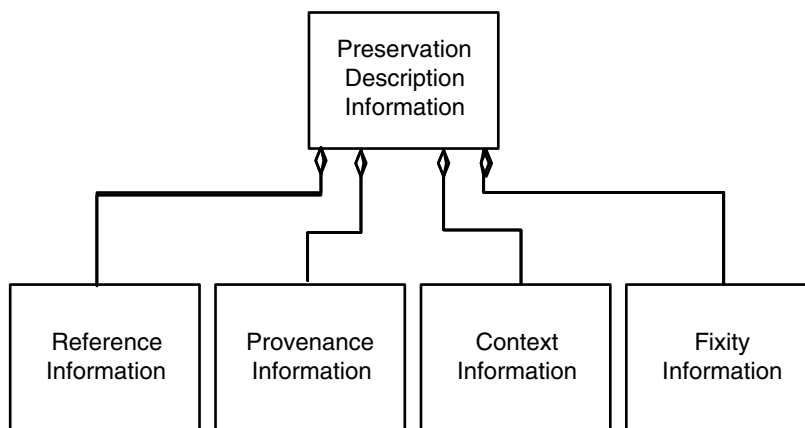 Preservation
Description
Information
Reference
Information
Provenance
Information
Context
Information
Fixity
Information